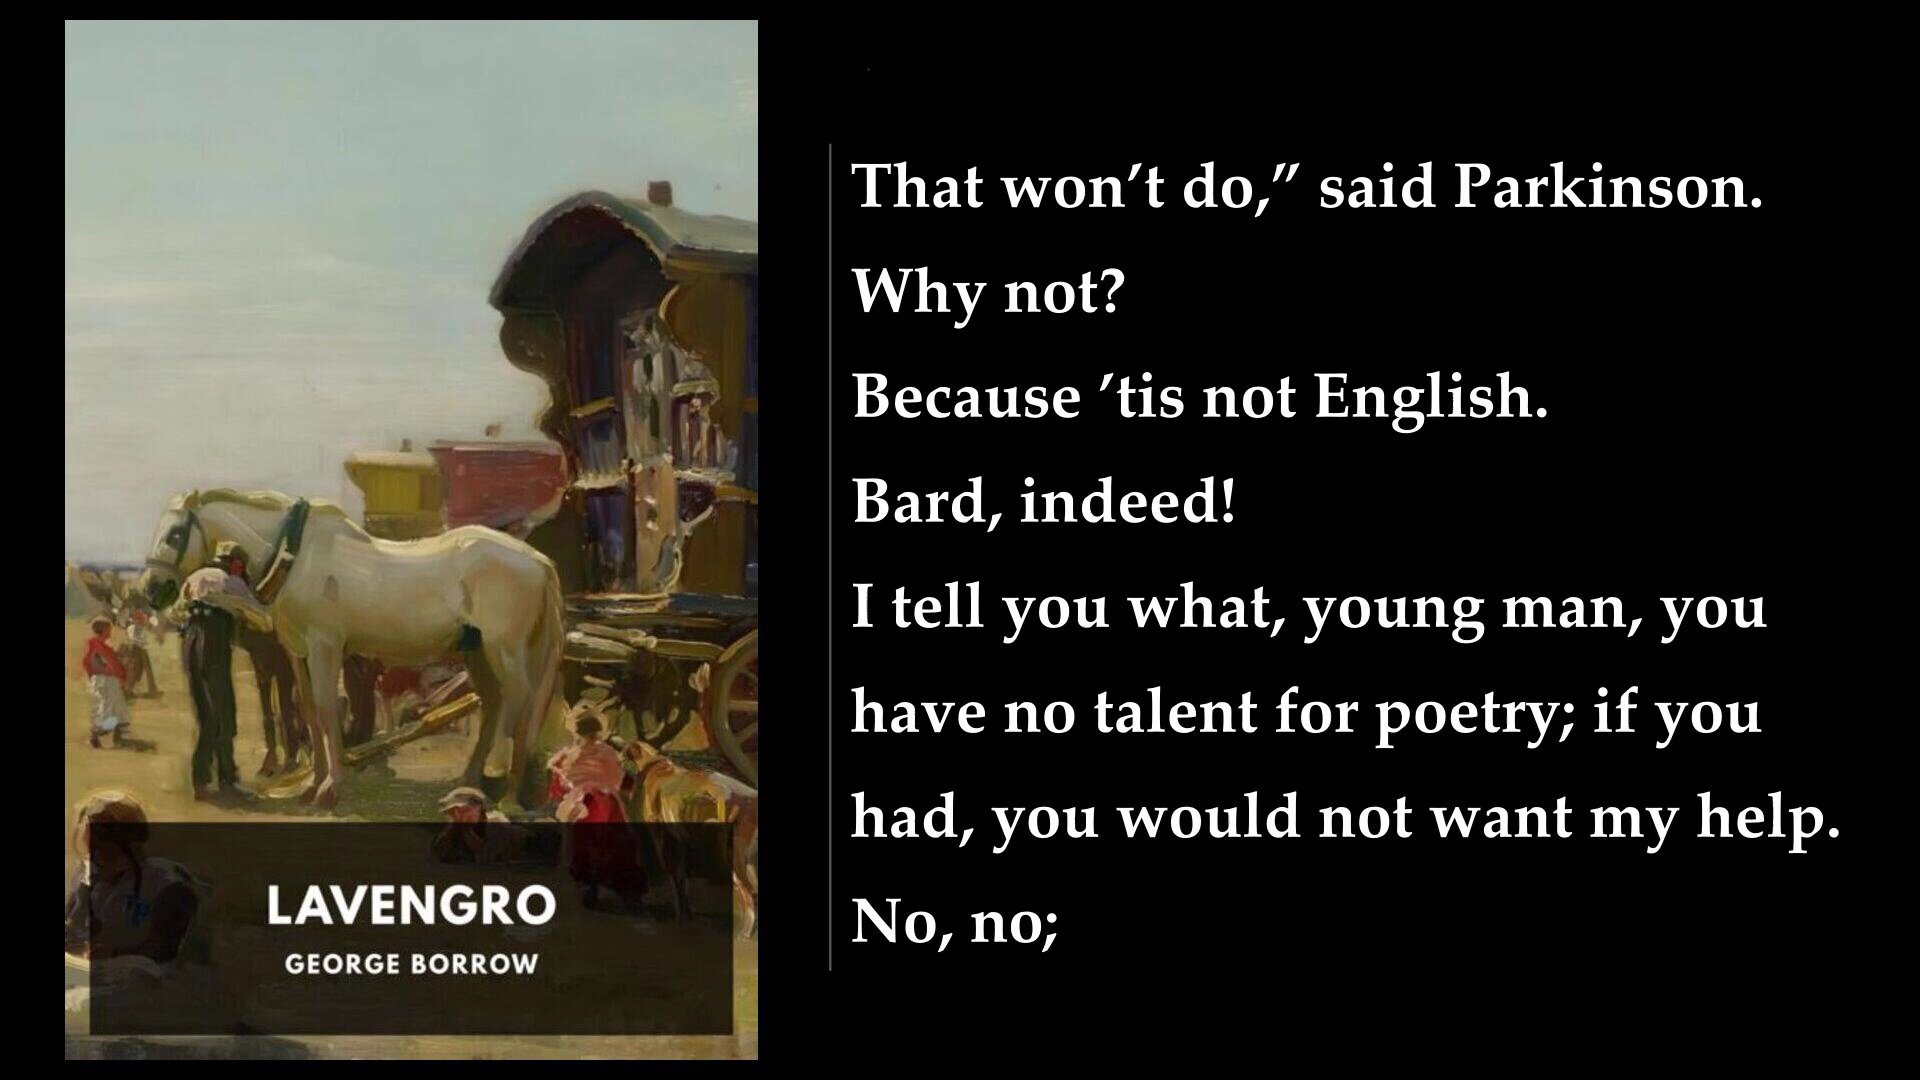 That won’t do,” said Parkinson.
Why not?
Because ’tis not English.
Bard, indeed!
I tell you what, young man, you
have no talent for poetry; if you
had, you would not want my help.
No, no;
LAVENGRO
GEORGE BORROW